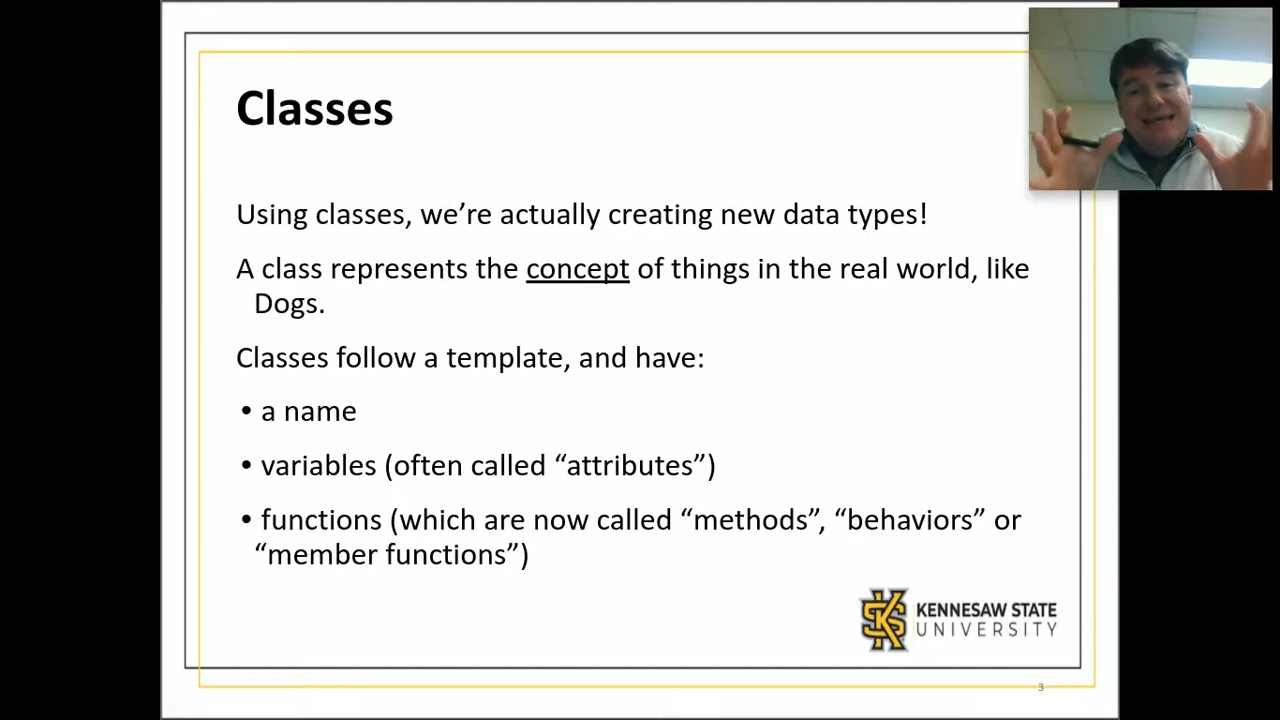 Classes
Using classes, we’re actually creating new data types!
A class represents the concept of things in the real world, like
Dogs.
Classes follow a template, and have:
• a name
• variables (often called “attributes”)
• functions (which are now called “methods”, “behaviors” or
“member functions”)
KS
KENNESAW STATE
UNIVERSITY
3